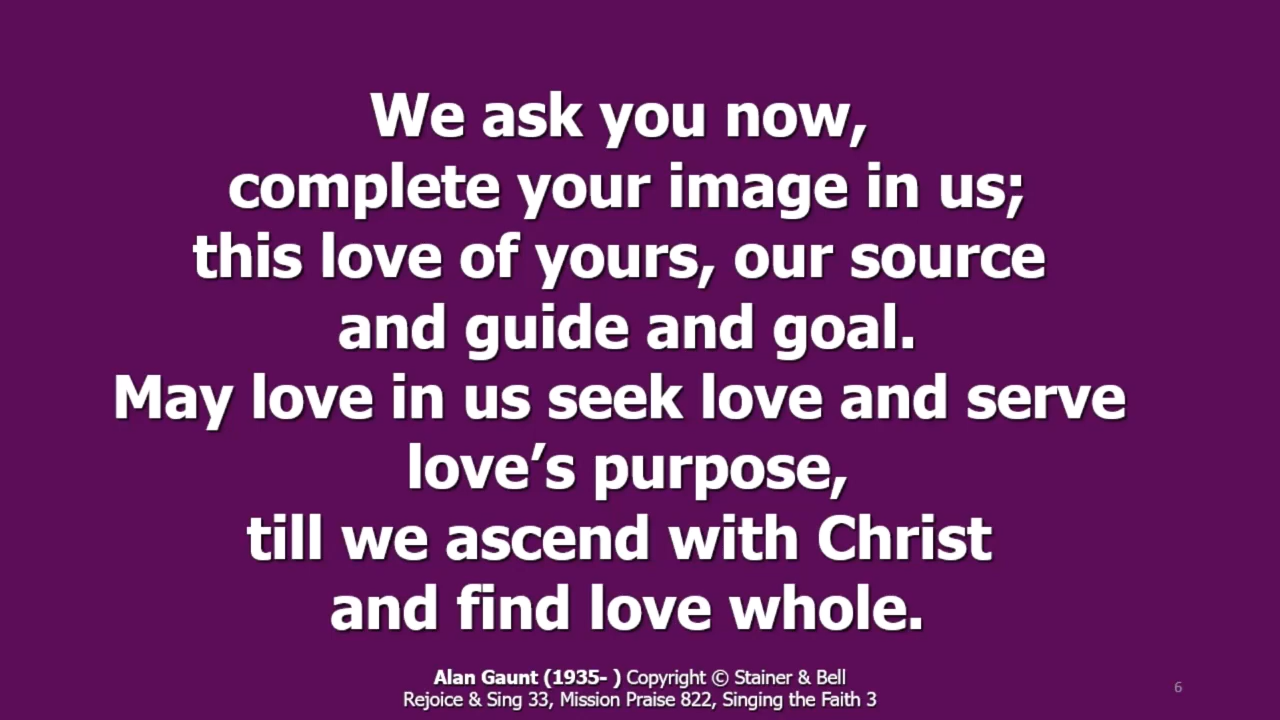 We ask you now,
complete your image in us;
this love of yours, our source
and guide and goal.
May love in us seek love and serve
love’s purpose,
till we ascend with Christ
and find love whole.
Alan Gaunt (1935- ) Copyright © Stainer & Bell
Rejoice & Sing 33, Mission Praise 822, Singing the Faith 3
6